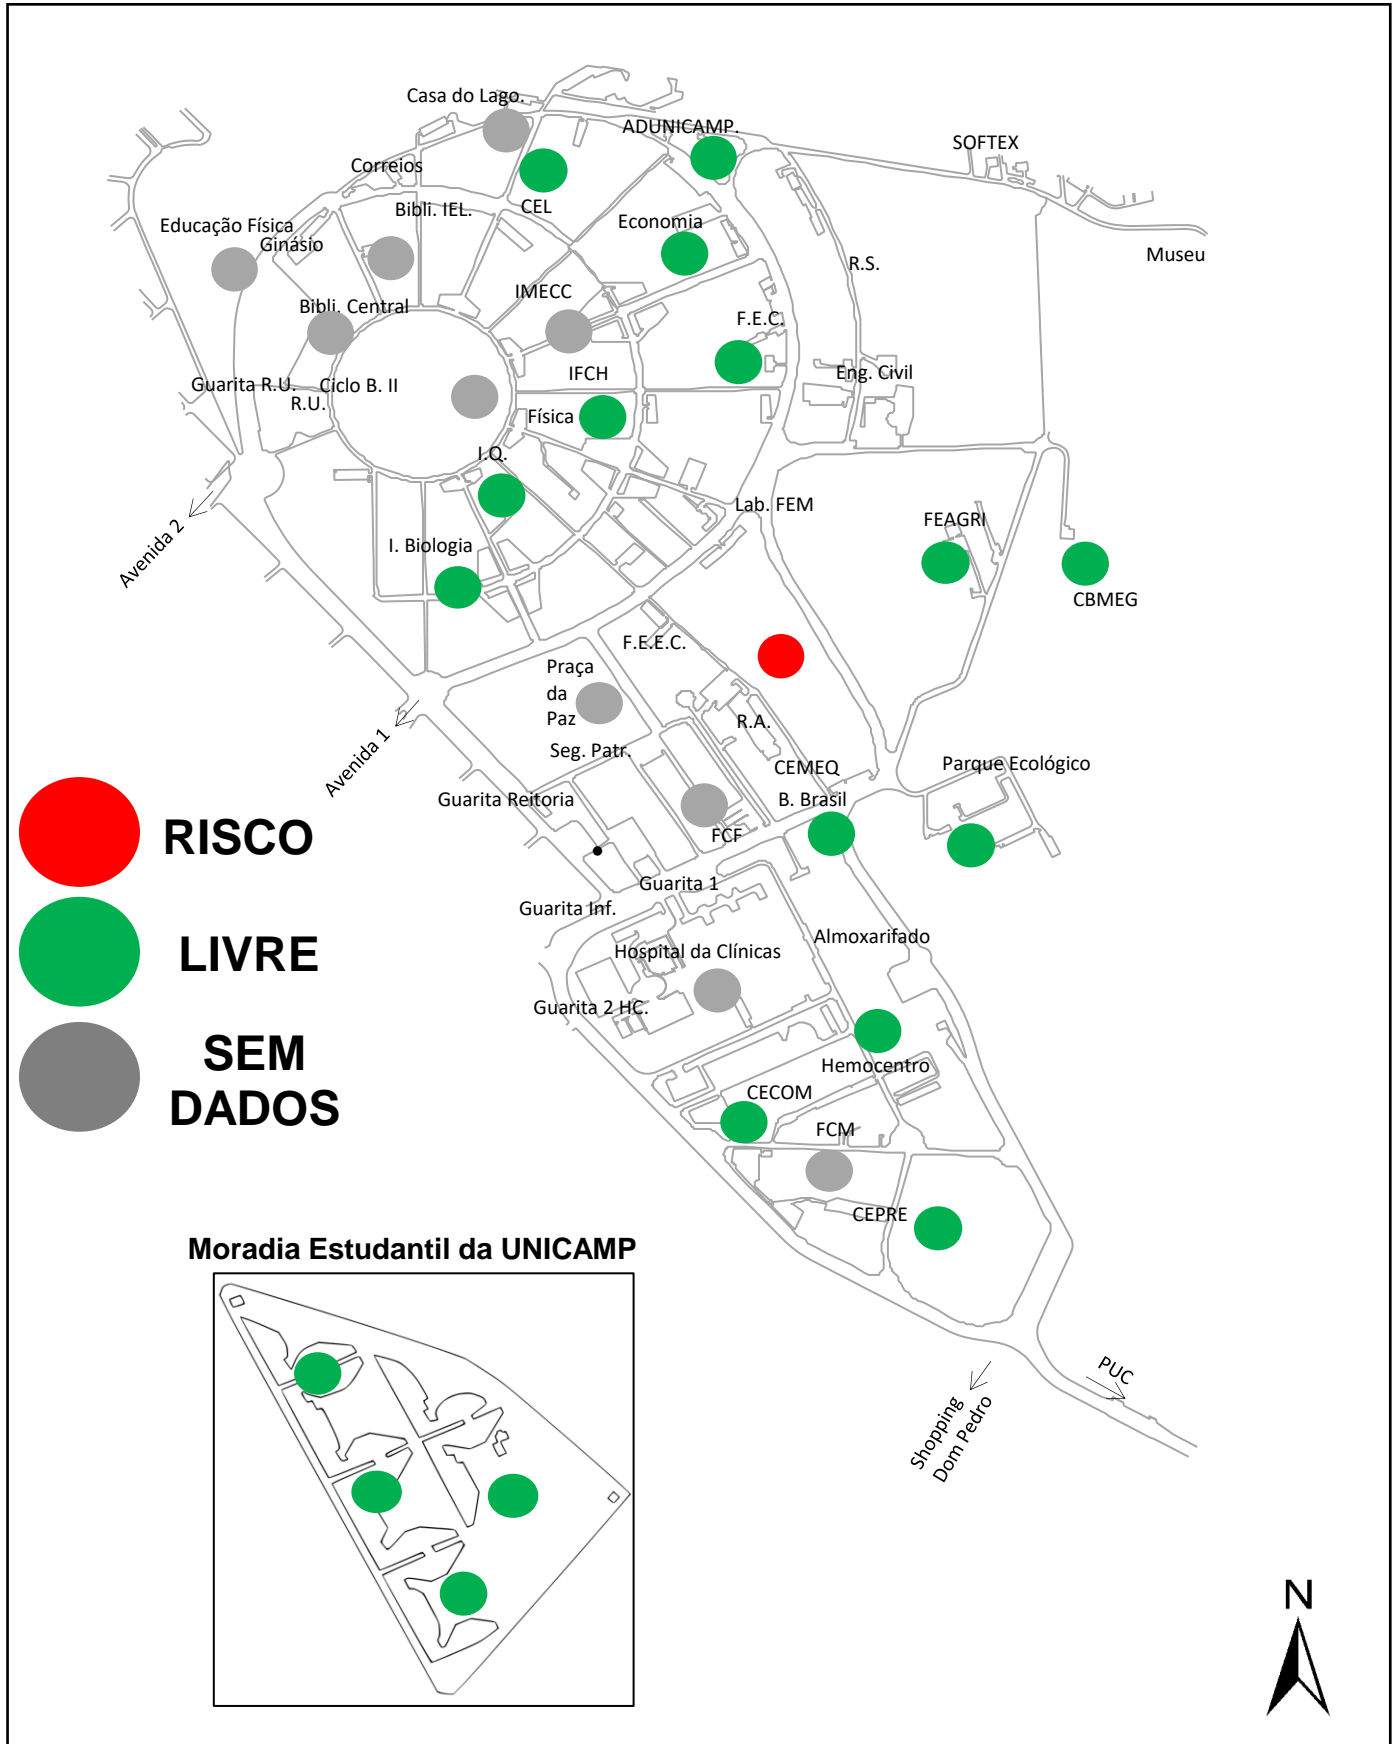 Casa do Lago.
ADUNICAMP.
SOFTEX
Correios
Bibli. IEL.
CEL
Educação Física
Ginásio
Economia
Museu
R.S.
IMECC
Bibli. Central
F.E.C.
IFCH
Eng. Civil
Guarita R.U.
Ciclo B. II
R.U.
Física
I.Q.
Lab. FEM
FEAGRI
Avenida 2
I. Biologia
CBMEG
F.E.E.C.
Praça
da
Paz
R.A.
Seg. Patr.
Avenida 1
CEMEQ
Parque Ecológico
Guarita Reitoria
B. Brasil
FCF
RISCO
Guarita 1
Guarita Inf.
LIVRE
Almoxarifado
Hospital da Clínicas
Guarita 2 HC.
SEM
DADOS
Hemocentro
CECOM
FCM
CEPRE
Moradia Estudantil da UNICAMP
PUC
Shopping
Dom Pedro
N